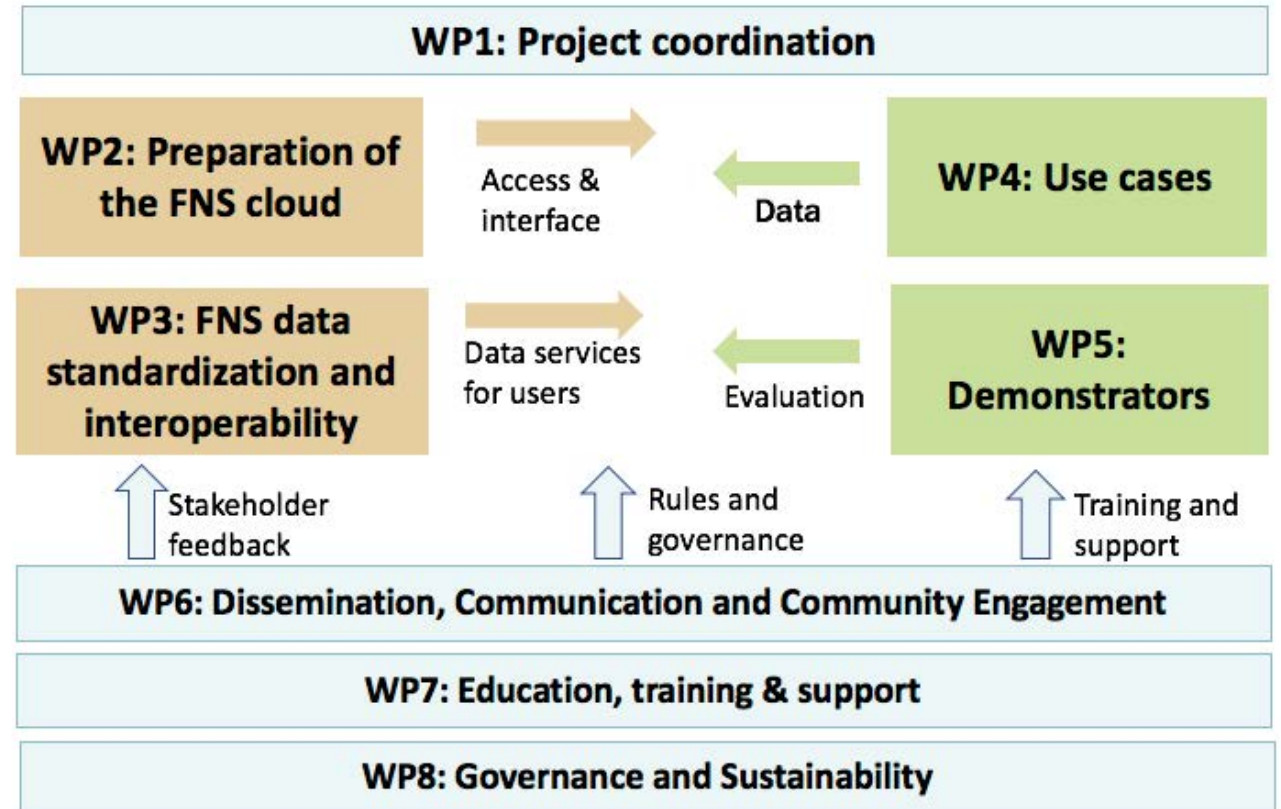 WP1: Project coordination
WP2: Preparation of
the FNS cloud
Access &
interface
Data
WP4: Use cases
WP3: FNS data
standardization and
interoperability
Data services
for users
Evaluation
WP5:
Demonstrators
Stakeholder
feedback
Rules and
governance
Training and
support
WP6: Dissemination, Communication and Community Engagement
WP7: Education, training & support
WP8: Governance and Sustainability